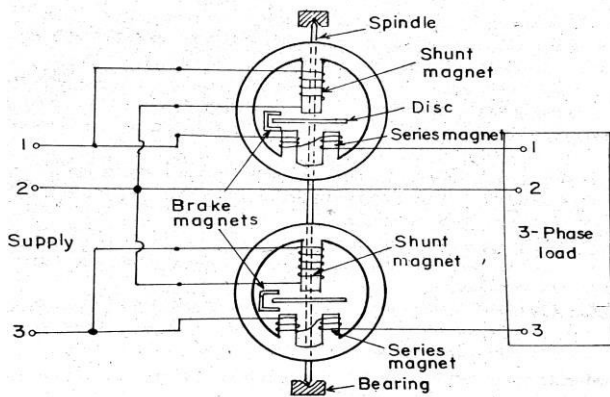 Spindle
Shunt
magnet
Disc
Series magnet
1
1
2
2
Brake
magnets
Supply
3-Phase
load
Shunt
magnet
3
3
Series
magnet
Bearing